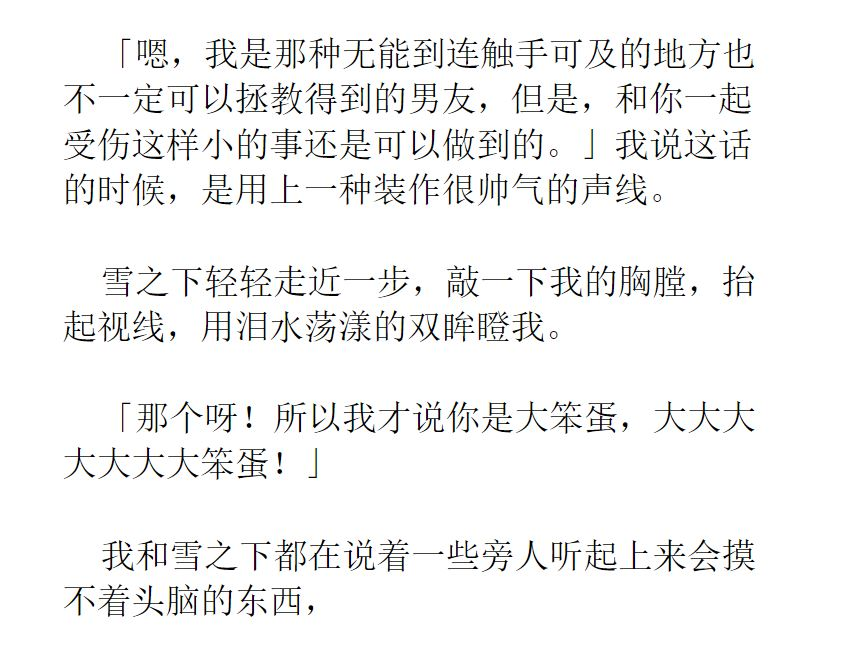 「嗯，我是那种无能到连触手可及的地方也
不一定可以拯教得到的男友，但是，和你一起
受伤这样小的事还是可以做到的。」我说这话
的时候，是用上一种装作很帅气的声线。
雪之下轻轻走近一步，敲一下我的胸膛，抬
起视线，用泪水荡漾的双眸瞪我。
「那个呀！所以我才说你是大笨蛋，大大大
大大大大笨蛋！」
我和雪之下都在说着一些旁人听起上来会摸
不着头脑的东西，